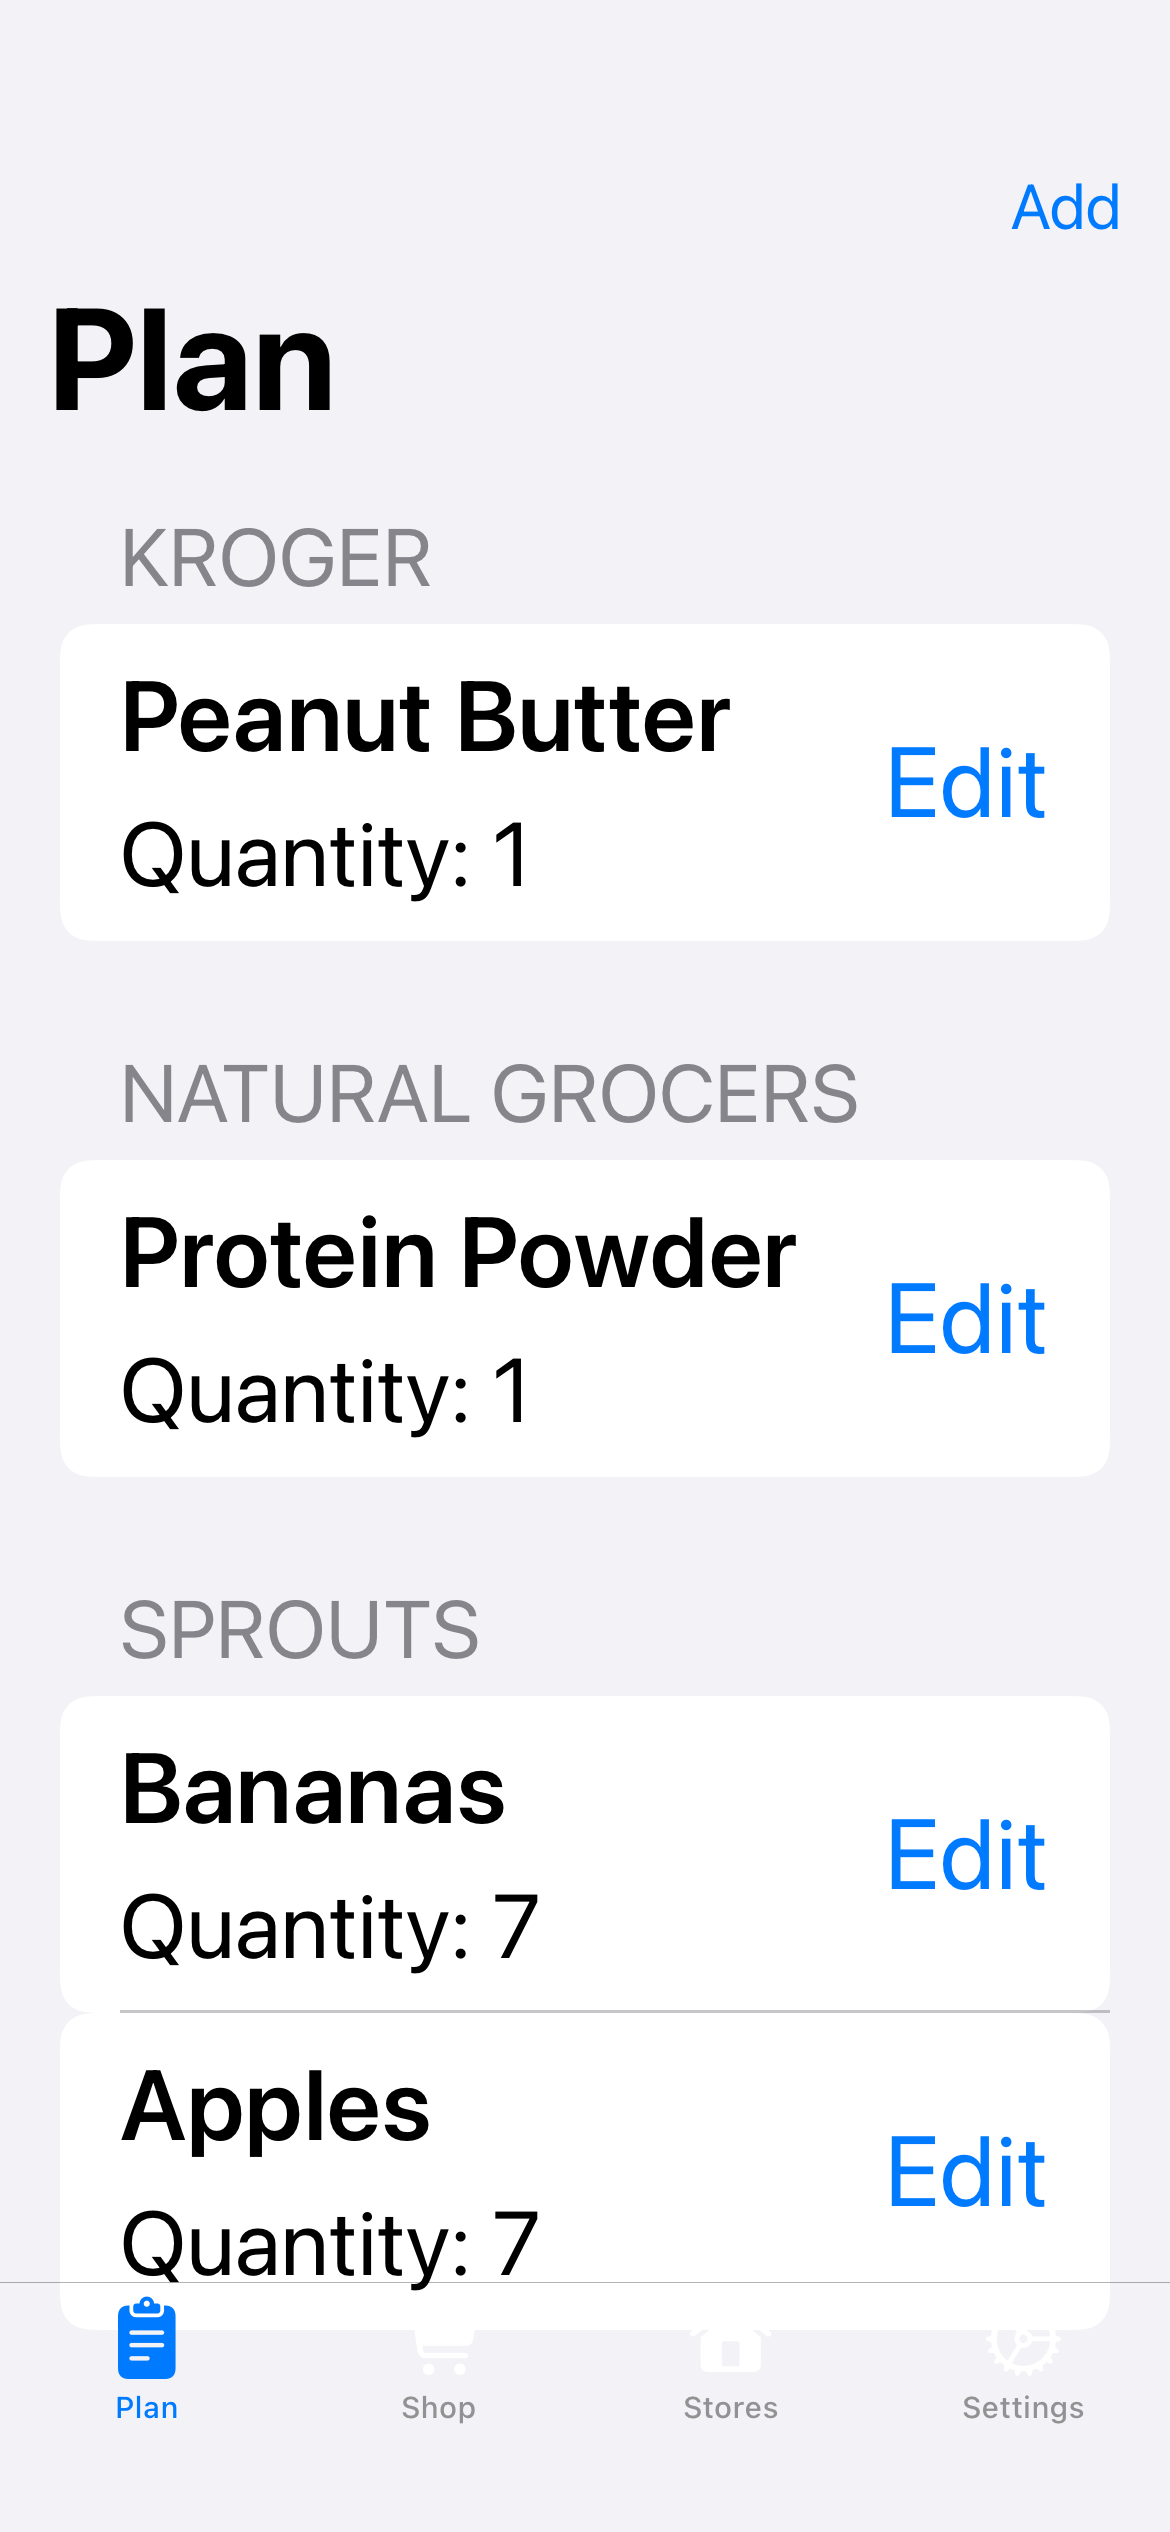 Add
Plan
KROGER
Peanut Butter
Edit
Quantity: 1
NATURAL GROCERS
Protein Powder
Edit
Quantity: 1
SPROUTS
Bananas
Edit
Quantity: 7
Apples
Edit
Quantity: 7
Plan
Shop
Stores
Settings